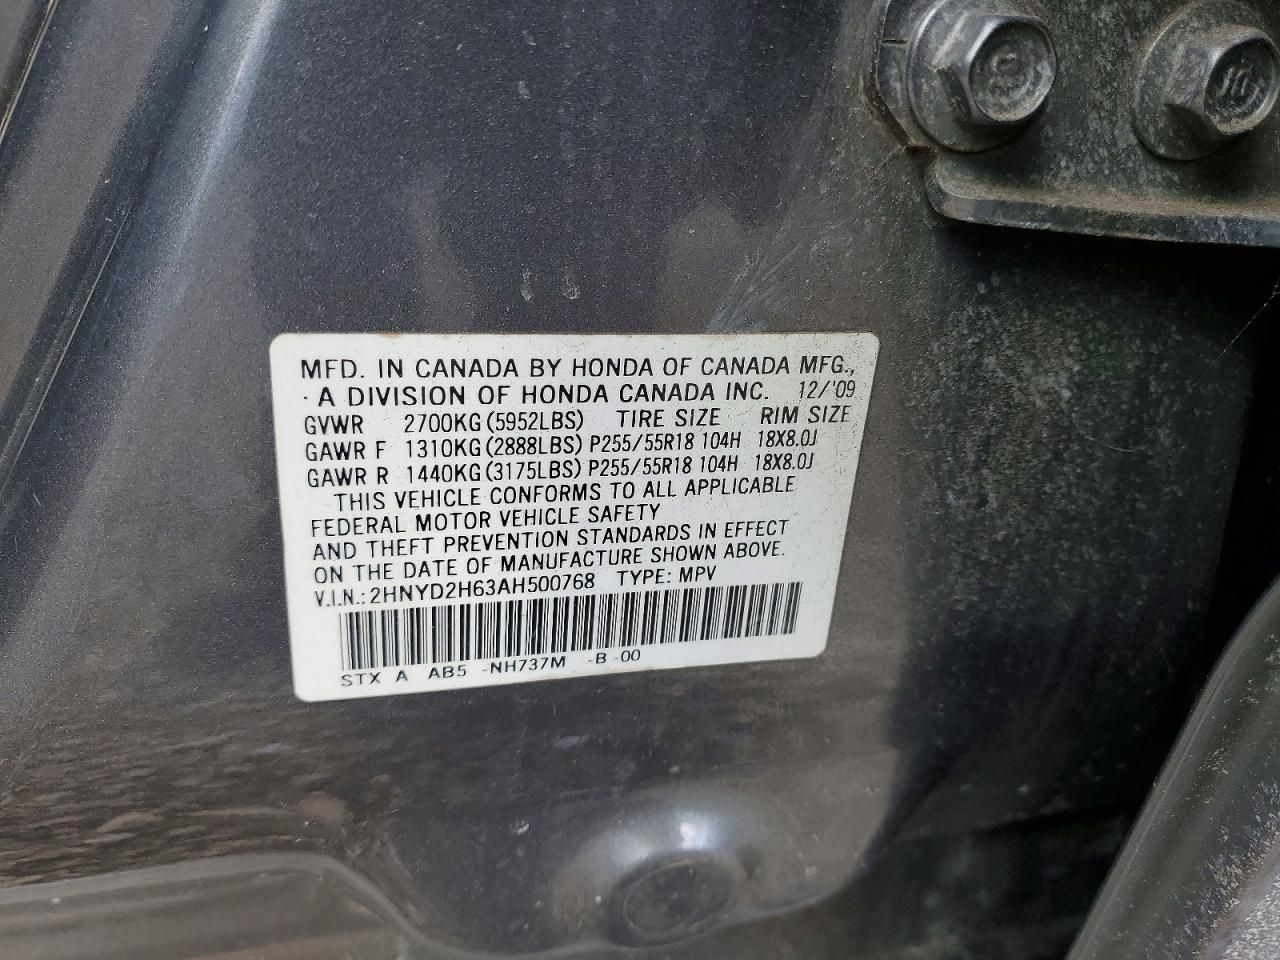 MFD. IN CANADA BY HONDA OF CANADA MFG.,
A DIVISION OF HONDA CANADA INC. 12/'09
GVWR 2700KG(5952LBS) TIRE SIZE RIM SIZE
GAWR F 1310KG(2888LBS) P255/55R18 104H 18X8.0J
GAWR R 1440KG(3175LBS) P255/55R18 104H 18X8.0J
THIS VEHICLE CONFORMS TO ALL APPLICABLE
FEDERAL MOTOR VEHICLE SAFETY
AND THEFT PREVENTION STANDARDS IN EFFECT
ON THE DATE OF MANUFACTURE SHOWN ABOVE.
V.I.N.:2HNYD2H63AH500768 TYPE: MPV
STX A AB5 -NH737M -B -00